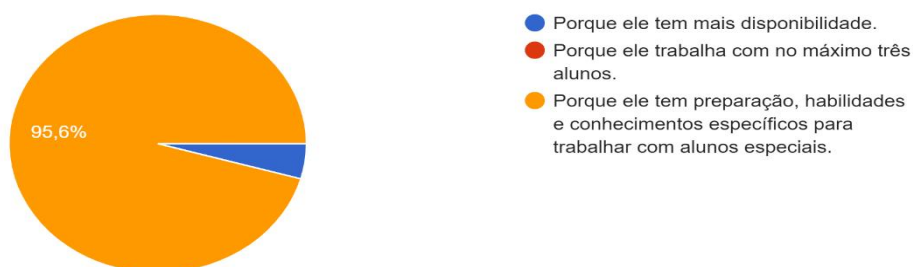 95,6%
Porque ele tem mais disponibilidade.
Porque ele trabalha com no máximo três
alunos.
Porque ele tem preparação, habilidades
e conhecimentos específicos para
trabalhar com alunos especiais.